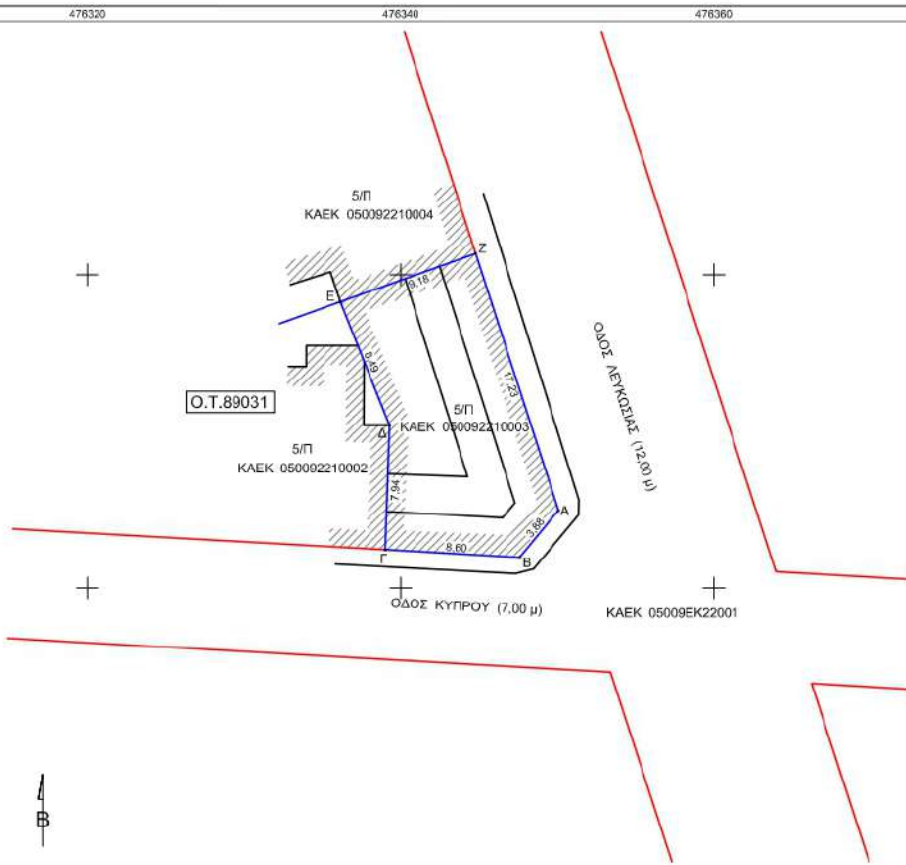 476320 476340 476360
5/Π
ΚΑΕΚ 050092210004
Ζ
Ε
9,18
8,49
17,23
ΟΔΟΣ ΛΕΥΚΩΣΙΑΣ (12,00 μ)
Ο.Τ.89031
5/Π
ΚΑΕΚ 050092210003
Δ
5/Π
ΚΑΕΚ 050092210002
7,94
Α
3,88
8,60
Γ
Β
ΟΔΟΣ ΚΥΠΡΟΥ (7,00 μ)
ΚΑΕΚ 05009ΕΚ22001
Β